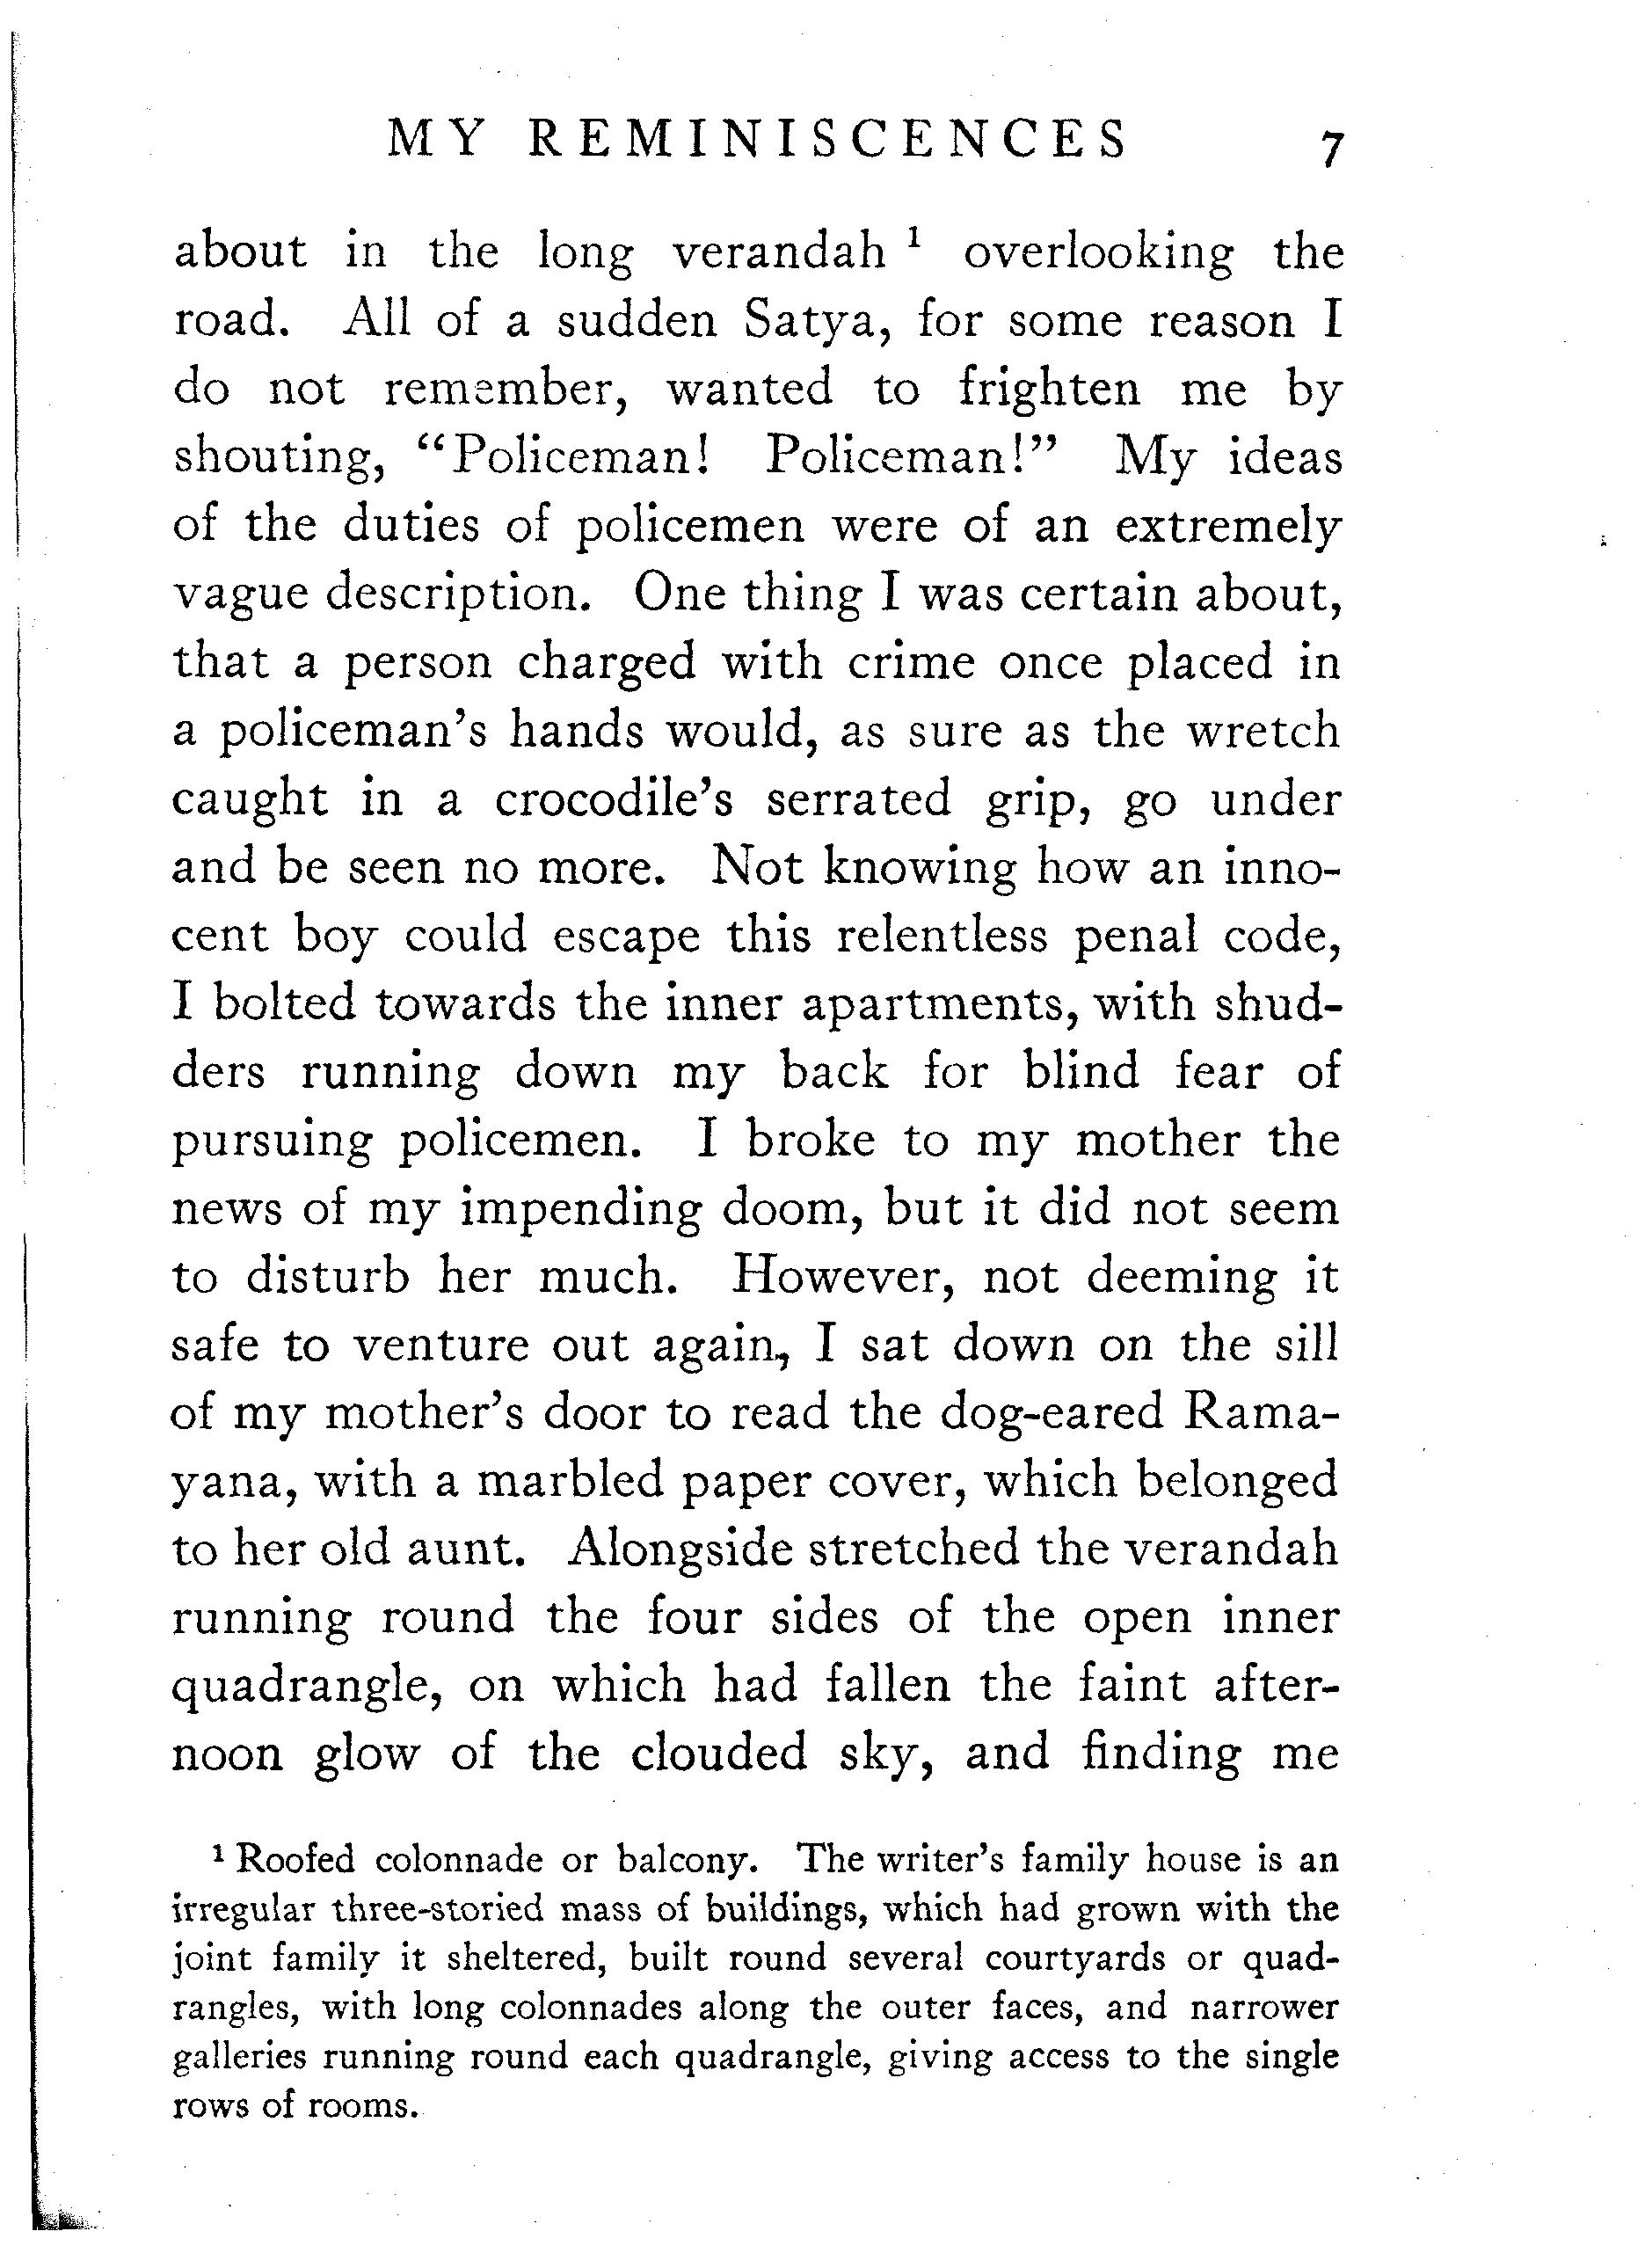 MY REMINISCENCES 7
about in the long verandah ¹ overlooking the
road. All of a sudden Satya, for some reason I
do not remember, wanted to frighten me by
shouting, “Policeman! Policeman!” My ideas
of the duties of policemen were of an extremely
vague description. One thing I was certain about,
that a person charged with crime once placed in
a policeman’s hands would, as sure as the wretch
caught in a crocodile’s serrated grip, go under
and be seen no more. Not knowing how an inno-
cent boy could escape this relentless penal code,
I bolted towards the inner apartments, with shud-
ders running down my back for blind fear of
pursuing policemen. I broke to my mother the
news of my impending doom, but it did not seem
to disturb her much. However, not deeming it
safe to venture out again, I sat down on the sill
of my mother’s door to read the dog-eared Rama-
yana, with a marbled paper cover, which belonged
to her old aunt. Alongside stretched the verandah
running round the four sides of the open inner
quadrangle, on which had fallen the faint after-
noon glow of the clouded sky, and finding me
¹ Roofed colonnade or balcony. The writer’s family house is an
irregular three-storied mass of buildings, which had grown with the
joint family it sheltered, built round several courtyards or quad-
rangles, with long colonnades along the outer faces, and narrower
galleries running round each quadrangle, giving access to the single
rows of rooms.